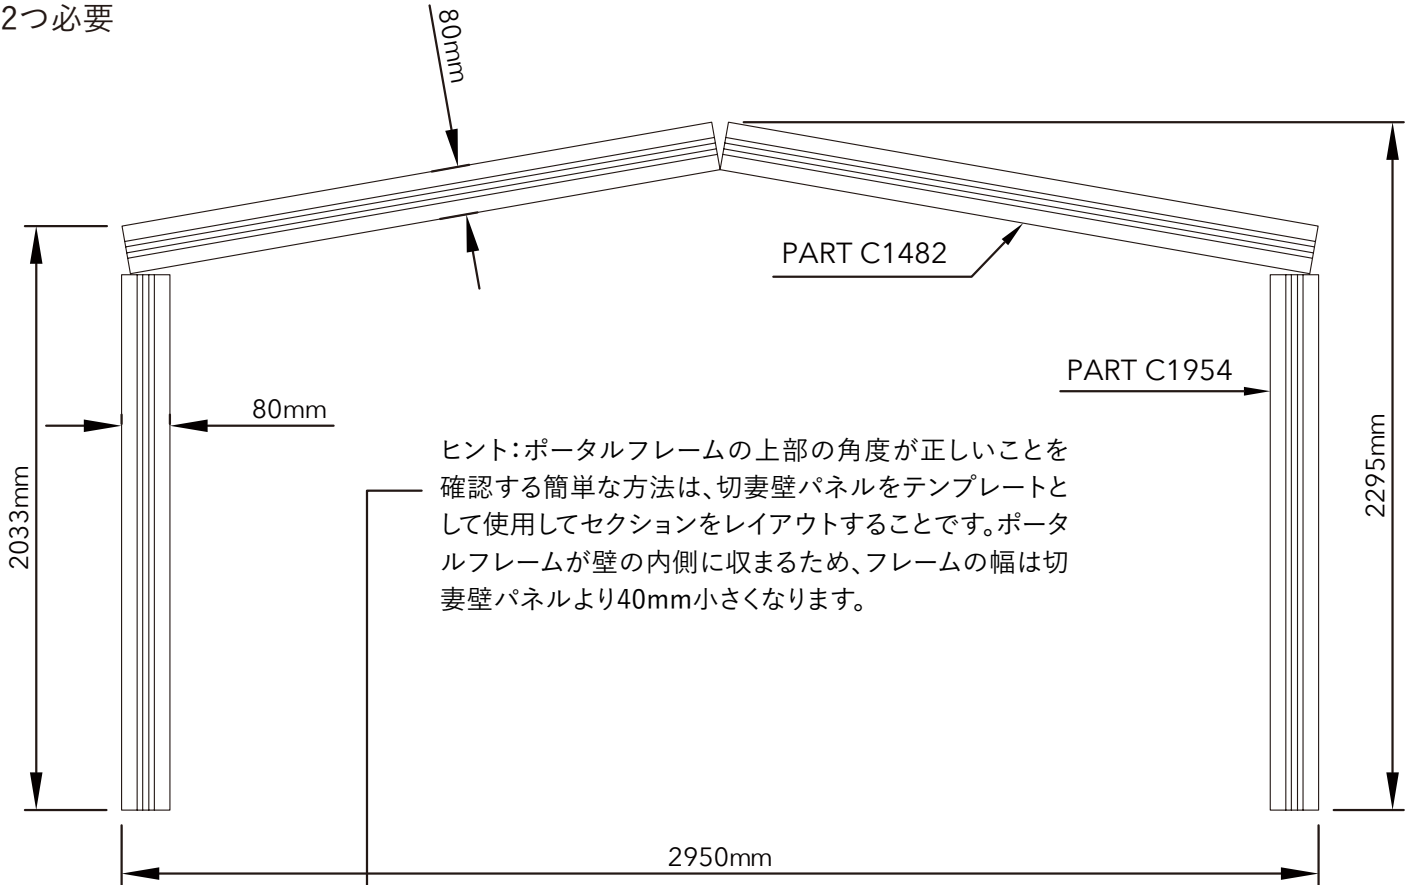 2つ必要
80mm
PART C1482
PART C1954
80mm
ヒント：ポータルフレームの上部の角度が正しいことを
確認する簡単な方法は、切妻壁パネルをテンプレートと
して使用してセクションをレイアウトすることです。ポータ
ルフレームが壁の内側に収まるため、フレームの幅は切
妻壁パネルより40mm小さくなります。
2033mm
2295mm
2950mm